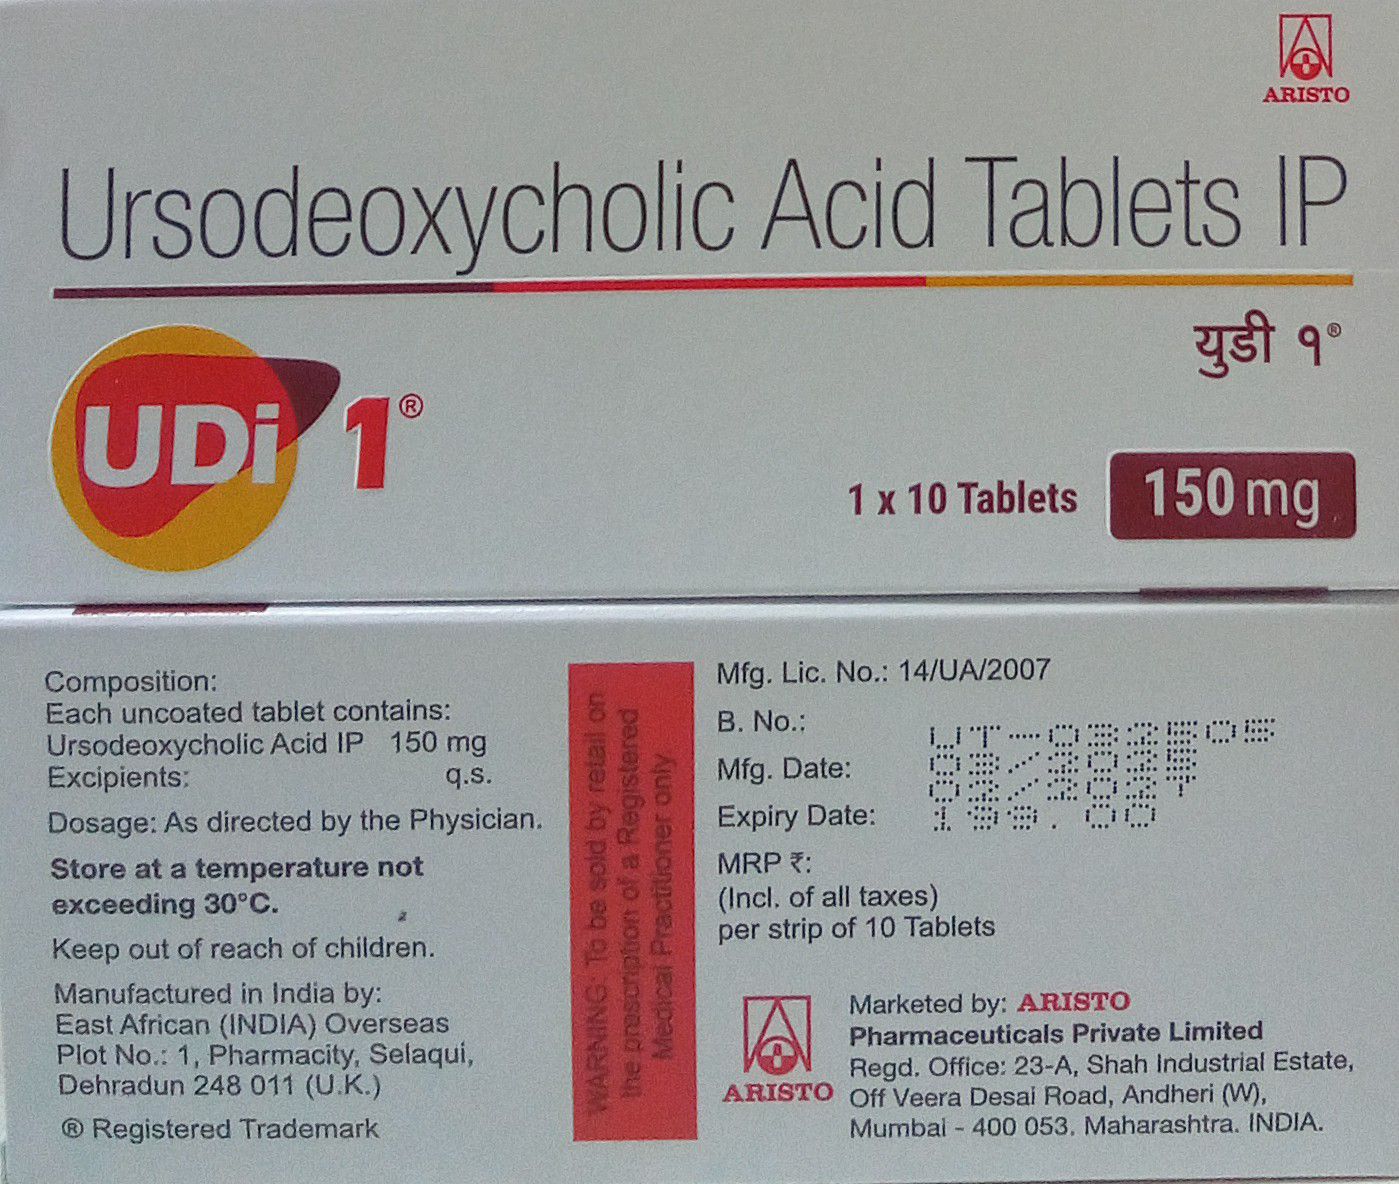 ARISTO
Ursodeoxycholic Acid Tablets IP
युडी १®
UDi 1®
1 x 10 Tablets 150 mg
Composition:
Each uncoated tablet contains:
Ursodeoxycholic Acid IP 150 mg
Excipients: q.s.
Dosage: As directed by the Physician.
Store at a temperature not
exceeding 30°C.
Keep out of reach of children.
Manufactured in India by:
East African (INDIA) Overseas
Plot No.: 1, Pharmacity, Selaqui,
Dehradun 248 011 (U.K.)
® Registered Trademark
WARNING: To be sold by retail on
the prescription of a Registered
Medical Practitioner only
Mfg. Lic. No.: 14/UA/2007
B. No.:
Mfg. Date:
Expiry Date:
199.00
MRP ₹:
(Incl. of all taxes)
per strip of 10 Tablets
ARISTO
Marketed by: ARISTO
Pharmaceuticals Private Limited
Regd. Office: 23-A, Shah Industrial Estate,
Off Veera Desai Road, Andheri (W),
Mumbai - 400 053. Maharashtra. INDIA.